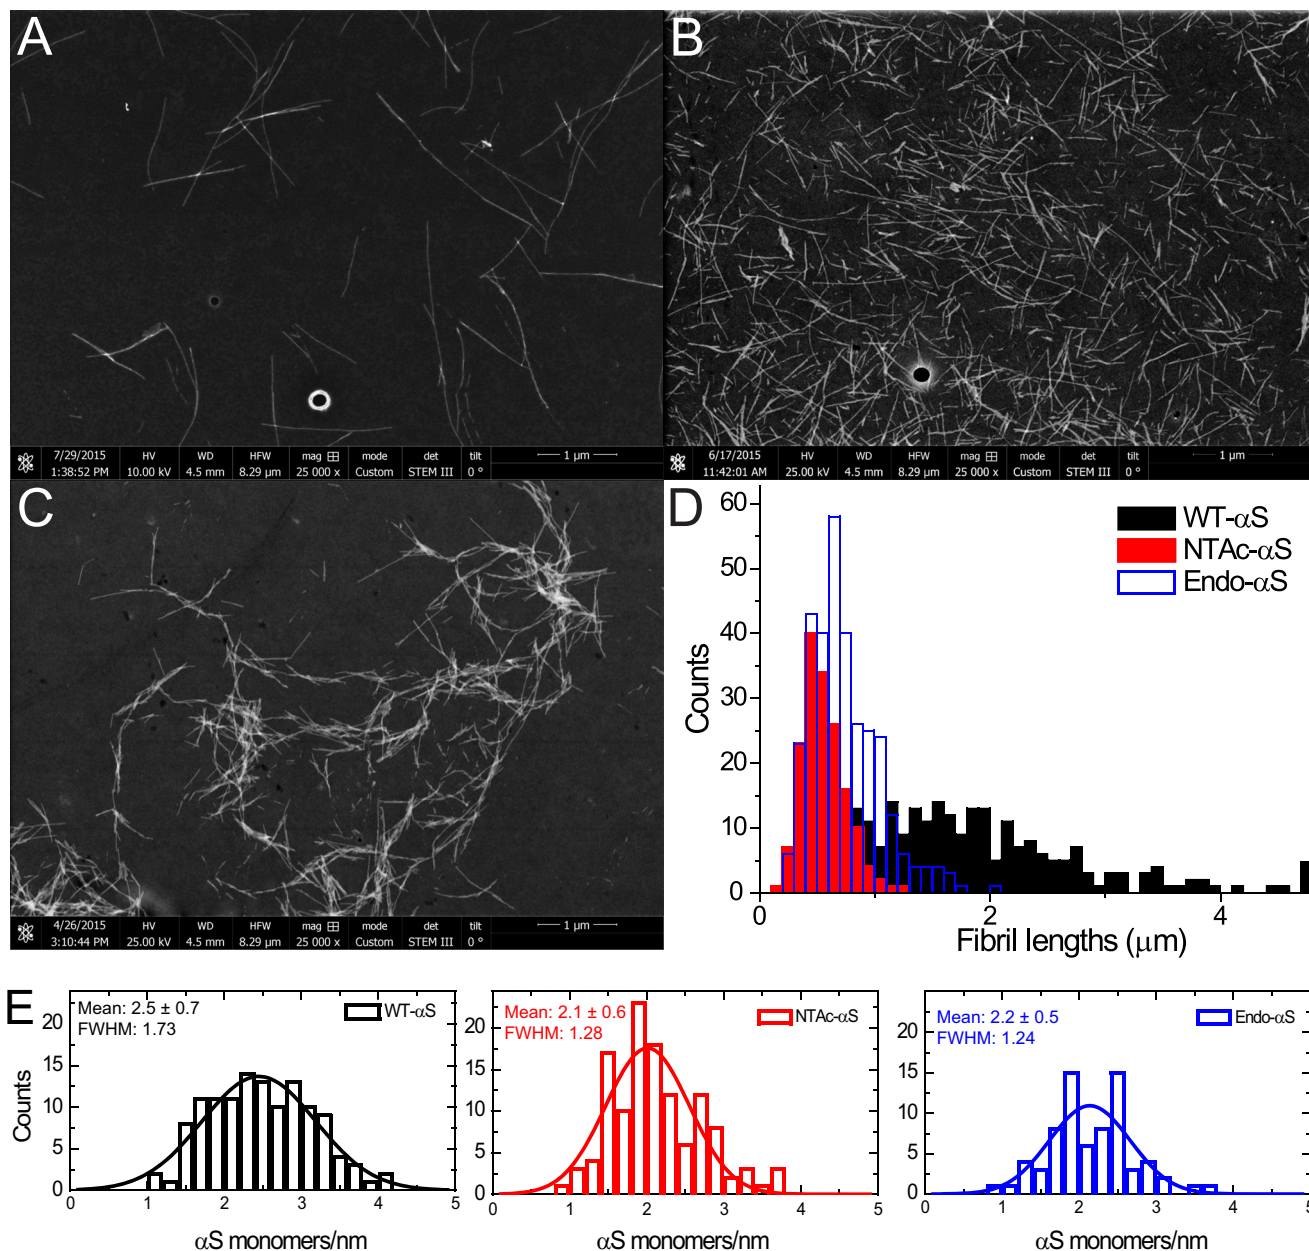 A
7/29/2015 HV WD HFW mag mode det tilt 1 µm
1:38:52 PM 10.00 kV 4.5 mm 8.29 µm 25 000 x Custom STEM III 0 °
B
6/17/2015 HV WD HFW mag mode det tilt 1 µm
11:42:01 AM 25.00 kV 4.5 mm 8.29 µm 25 000 x Custom STEM III 0 °
C
4/26/2015 HV WD HFW mag mode det tilt 1 µm
3:10:44 PM 25.00 kV 4.5 mm 8.29 µm 25 000 x Custom STEM III 0 °
D
WT-αS
NTAc-αS
Endo-αS
Counts
60
50
40
30
20
10
0
0 2 4
Fibril lengths (µm)
E
Mean: 2.5 ± 0.7
FWHM: 1.73
WT-αS
Counts
20
15
10
5
0
0 1 2 3 4 5
αS monomers/nm
Mean: 2.1 ± 0.6
FWHM: 1.28
NTAc-αS
20
15
10
5
0
0 1 2 3 4 5
αS monomers/nm
Mean: 2.2 ± 0.5
FWHM: 1.24
Endo-αS
20
15
10
5
0
0 1 2 3 4 5
αS monomers/nm